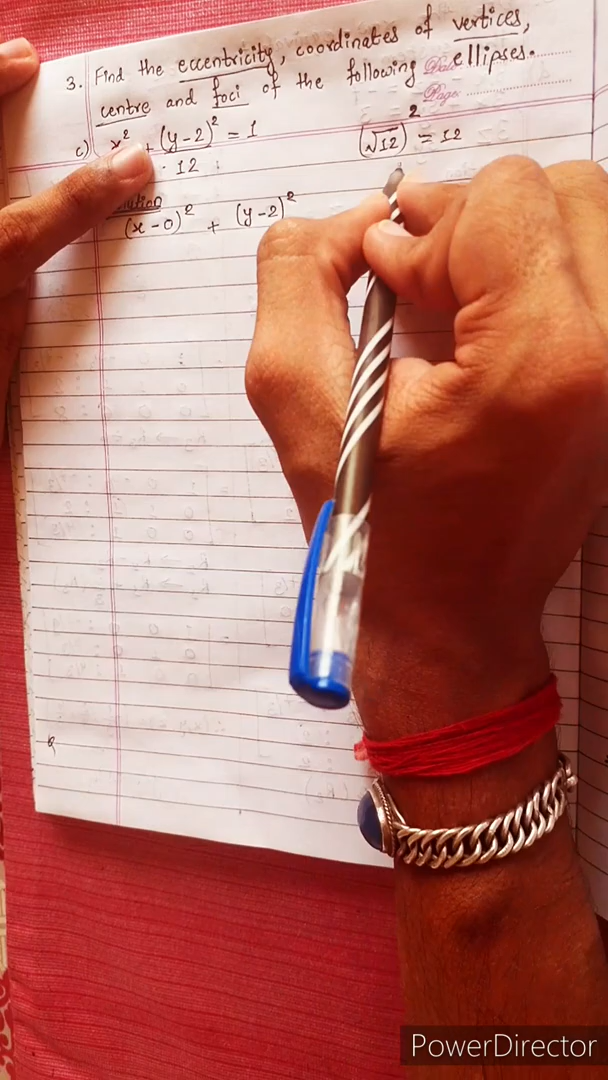 3. Find the eccentricity, coordinates of vertices,
centre and foci of the following ellipses.
Page:
c) x² + (y-2)² = 1
12
(√12)² = 12
(x-0)² + (y-2)²
PowerDirector